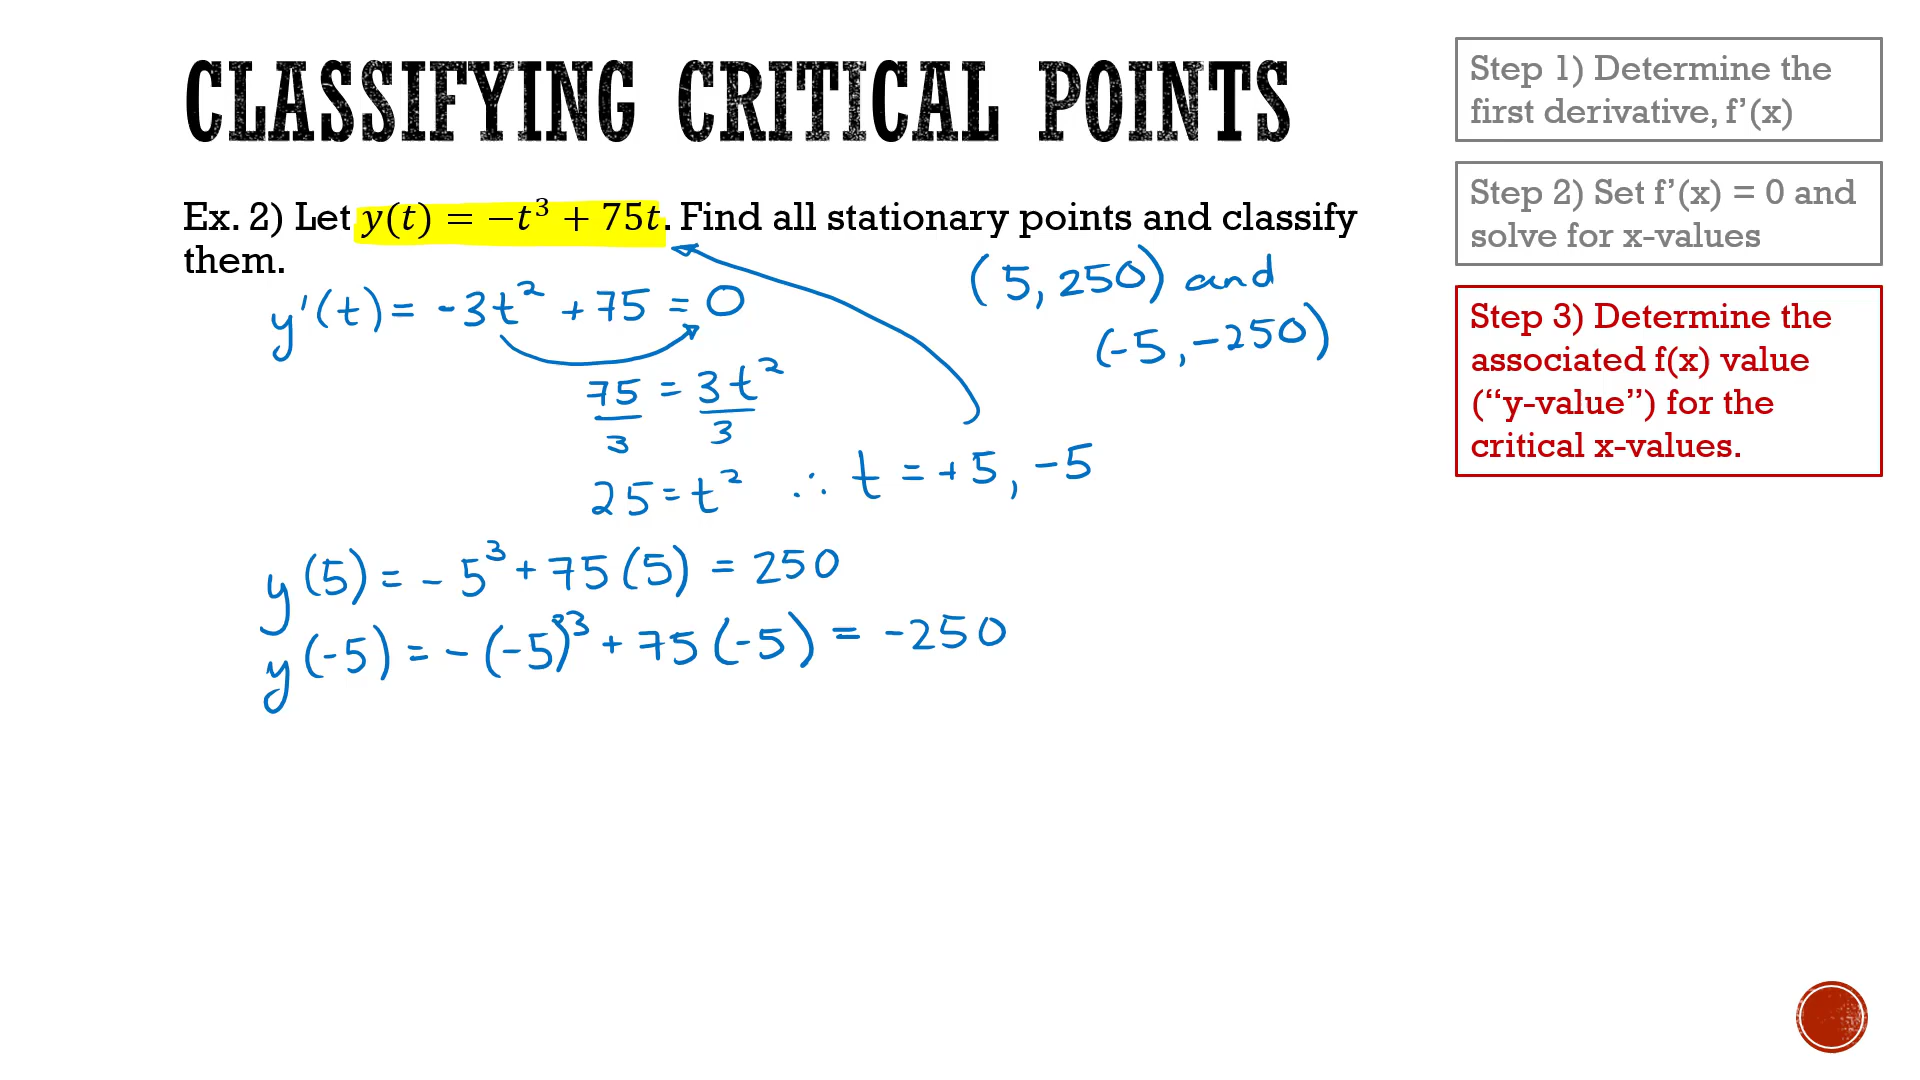 CLASSIFYING CRITICAL POINTS
Ex. 2) Let y(t) = −t³ + 75t. Find all stationary points and classify
them.
y'(t) = -3t² + 75 = 0
75 = 3t²
3 3
25 = t² ∴ t = +5, -5
(5, 250) and
(-5, -250)
y(5) = -5³ + 75(5) = 250
y(-5) = -(-5)³ + 75(-5) = -250
Step 1) Determine the
first derivative, f’(x)
Step 2) Set f’(x) = 0 and
solve for x-values
Step 3) Determine the
associated f(x) value
(“y-value”) for the
critical x-values.